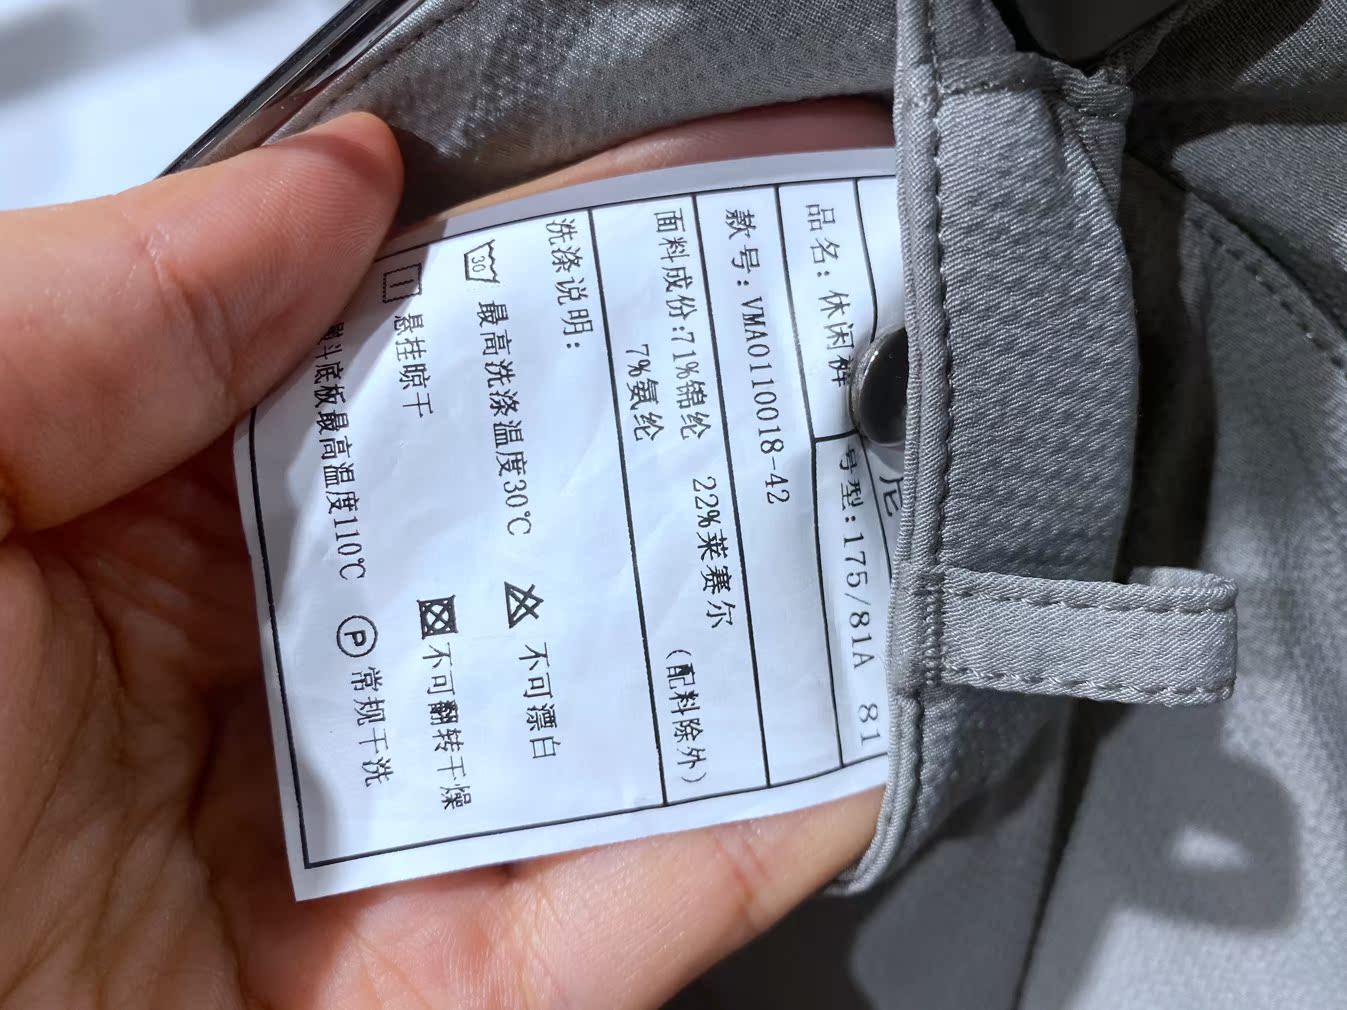 尼
品名: 休闲裤
号型:175/81A 81
款号:VMA0110018-42
面料成份:71%锦纶 22%莱赛尔 (配料除外)
7%氨纶
洗涤说明:
30 最高洗涤温度30℃ 不可漂白
悬挂晾干 不可翻转干燥
熨斗底板最高温度110℃ P 常规干洗